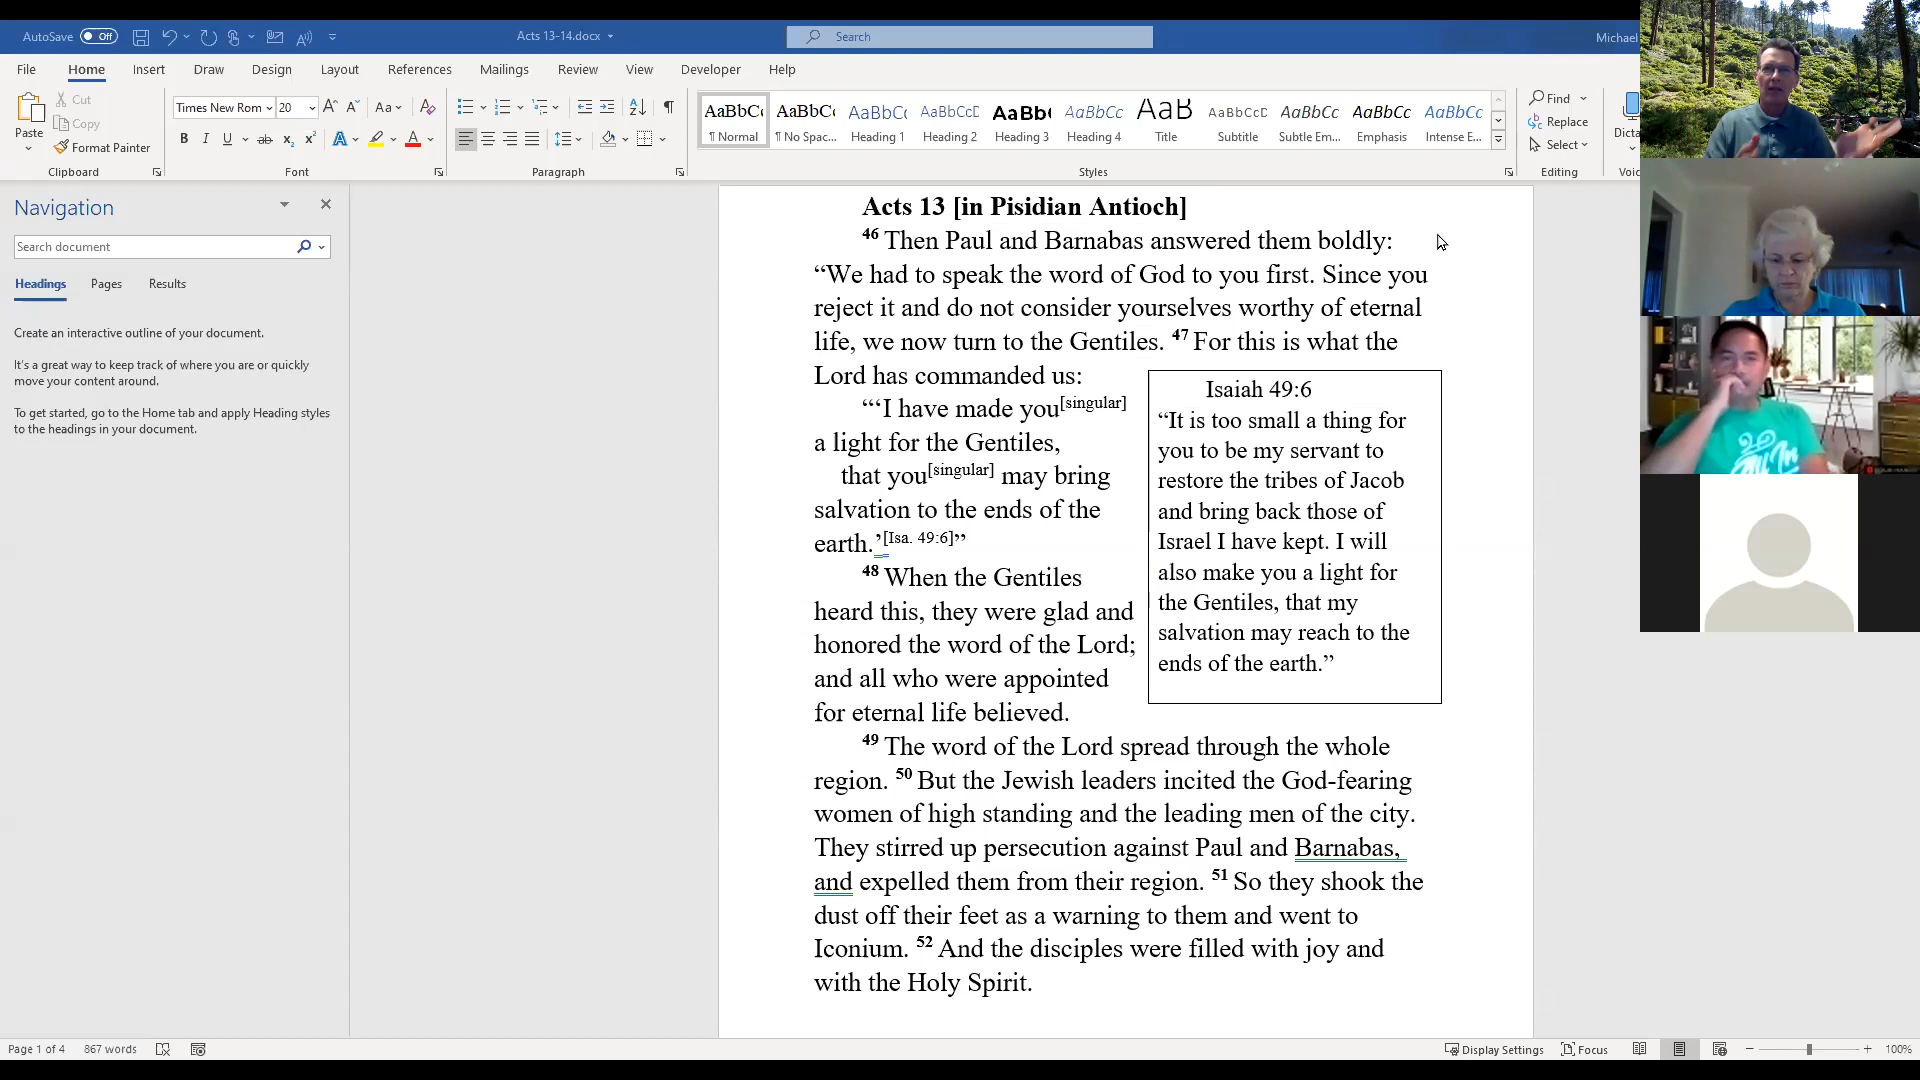 AutoSave Off Acts 13-14.docx Search Michael
File Home Insert Draw Design Layout References Mailings Review View Developer Help
Paste Cut Copy Format Painter Clipboard
Times New Rom 20 Aa B I U ab x₂ x² A A Font
Paragraph
AaBbCc AaBbCc AaBbCc AaBbCcD AaBbC AaBbCc AaB AaBbCcD AaBbCc AaBbCc AaBbCc
¶ Normal ¶ No Spac... Heading 1 Heading 2 Heading 3 Heading 4 Title Subtitle Subtle Em... Emphasis Intense E...
Styles
Find Replace Select Editing
Dicta
Voic
Navigation
Search document
Headings Pages Results
Create an interactive outline of your document.
It's a great way to keep track of where you are or quickly
move your content around.
To get started, go to the Home tab and apply Heading styles
to the headings in your document.
Acts 13 [in Pisidian Antioch]
46 Then Paul and Barnabas answered them boldly:
“We had to speak the word of God to you first. Since you
reject it and do not consider yourselves worthy of eternal
life, we now turn to the Gentiles. 47 For this is what the
Lord has commanded us:
“‘I have made you[singular]
a light for the Gentiles,
that you[singular] may bring
salvation to the ends of the
earth.’[Isa. 49:6]”
48 When the Gentiles
heard this, they were glad and
honored the word of the Lord;
and all who were appointed
for eternal life believed.
Isaiah 49:6
“It is too small a thing for
you to be my servant to
restore the tribes of Jacob
and bring back those of
Israel I have kept. I will
also make you a light for
the Gentiles, that my
salvation may reach to the
ends of the earth.”
49 The word of the Lord spread through the whole
region. 50 But the Jewish leaders incited the God-fearing
women of high standing and the leading men of the city.
They stirred up persecution against Paul and Barnabas,
and expelled them from their region. 51 So they shook the
dust off their feet as a warning to them and went to
Iconium. 52 And the disciples were filled with joy and
with the Holy Spirit.
Page 1 of 4 867 words Display Settings Focus 100%